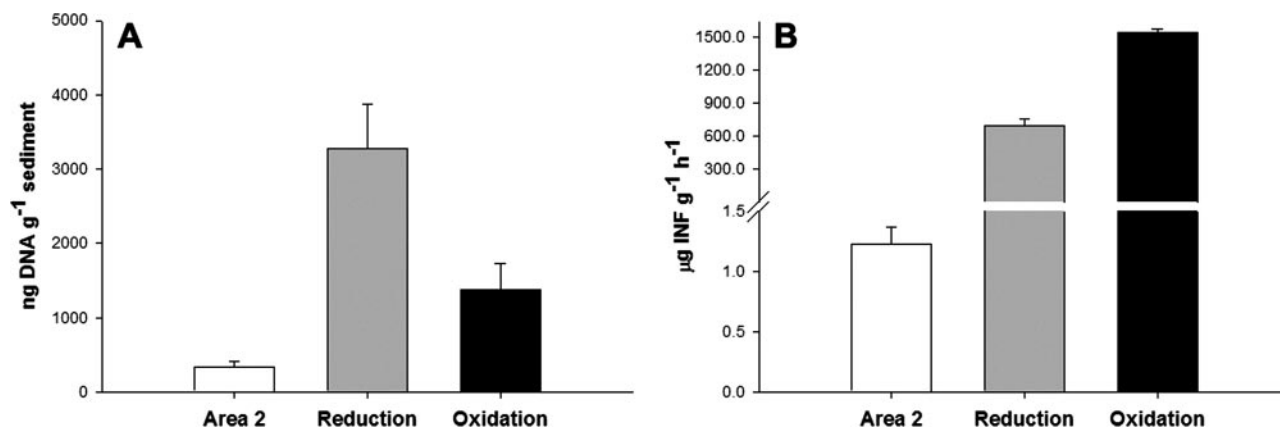 A
ng DNA g⁻¹ sediment
5000
4000
3000
2000
1000
0
Area 2 Reduction Oxidation
B
µg INF g⁻¹ h⁻¹
1500.0
1200.0
900.0
600.0
300.0
1.5
1.0
0.5
0.0
Area 2 Reduction Oxidation